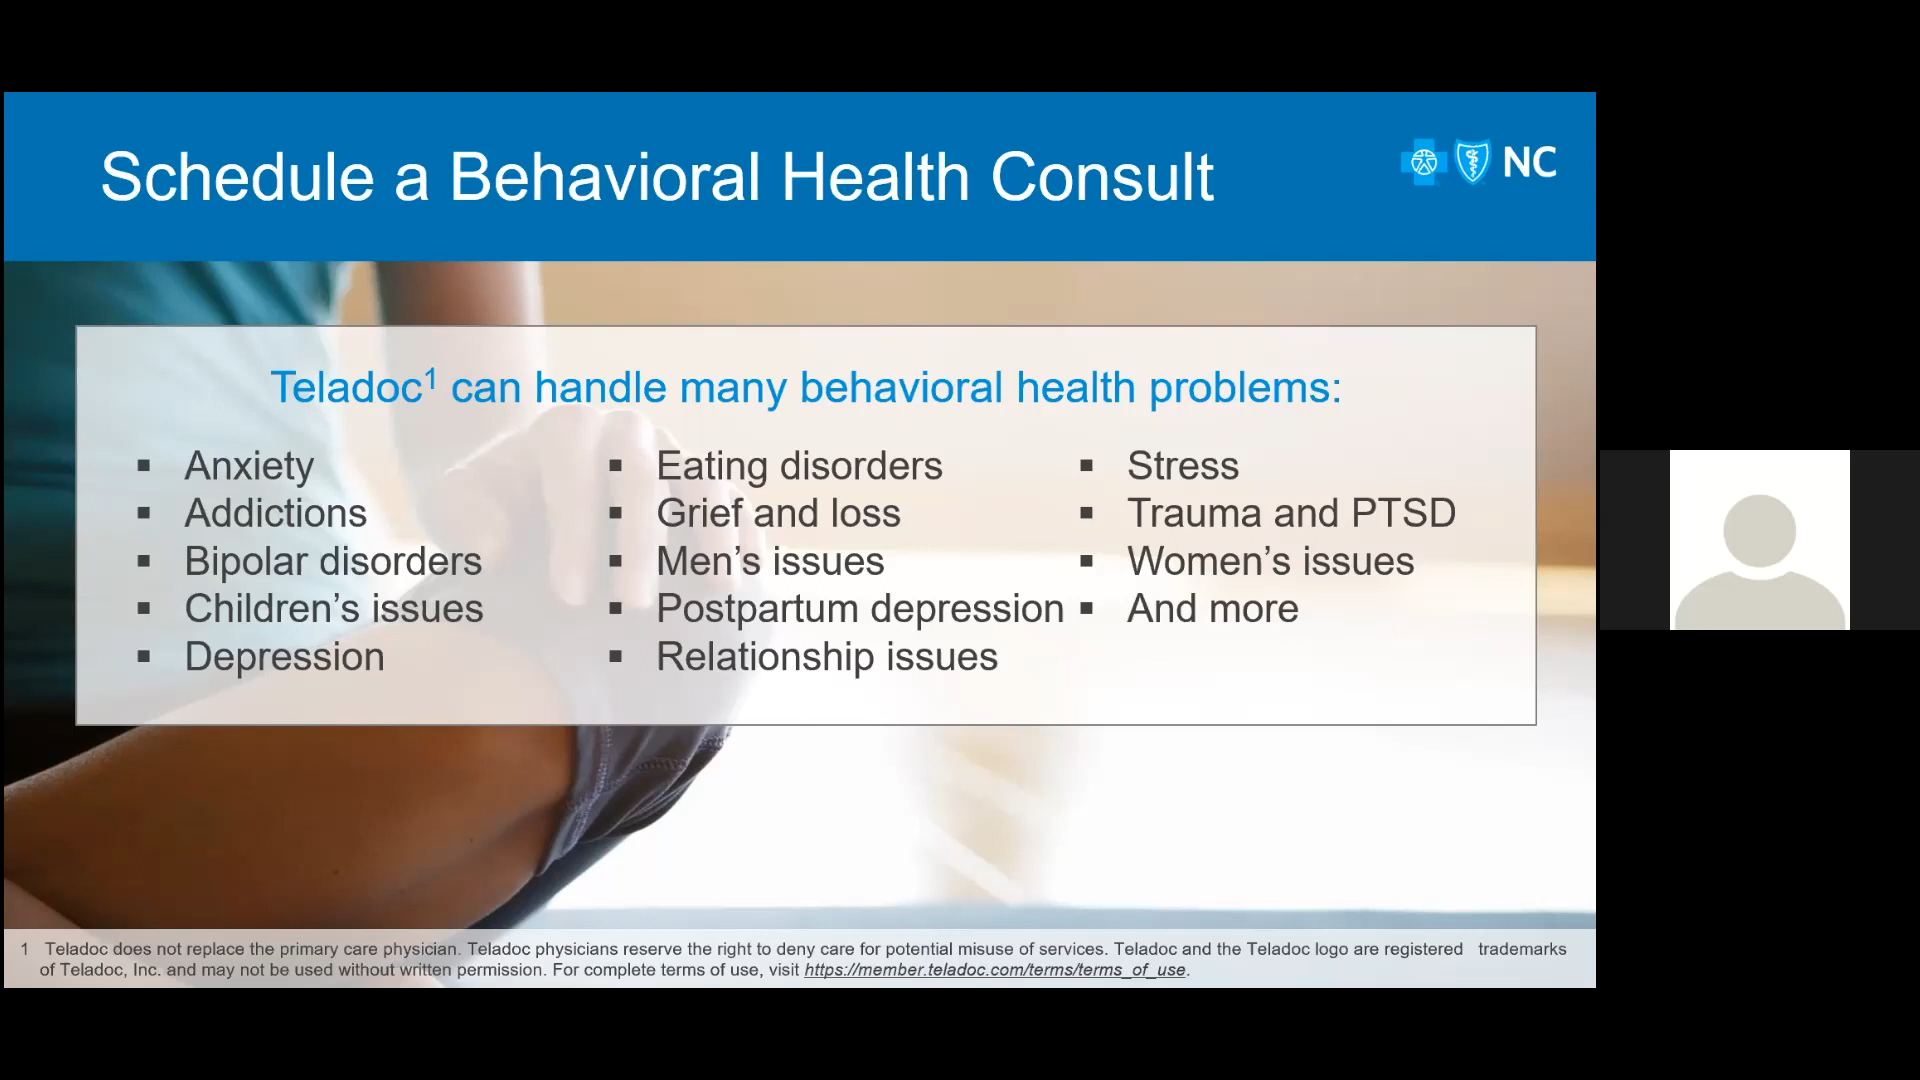 Schedule a Behavioral Health Consult
NC
Teladoc¹ can handle many behavioral health problems:
▪ Anxiety
▪ Addictions
▪ Bipolar disorders
▪ Children’s issues
▪ Depression
▪ Eating disorders
▪ Grief and loss
▪ Men’s issues
▪ Postpartum depression
▪ Relationship issues
▪ Stress
▪ Trauma and PTSD
▪ Women’s issues
▪ And more
1 Teladoc does not replace the primary care physician. Teladoc physicians reserve the right to deny care for potential misuse of services. Teladoc and the Teladoc logo are registered trademarks
of Teladoc, Inc. and may not be used without written permission. For complete terms of use, visit https://member.teladoc.com/terms/terms_of_use.